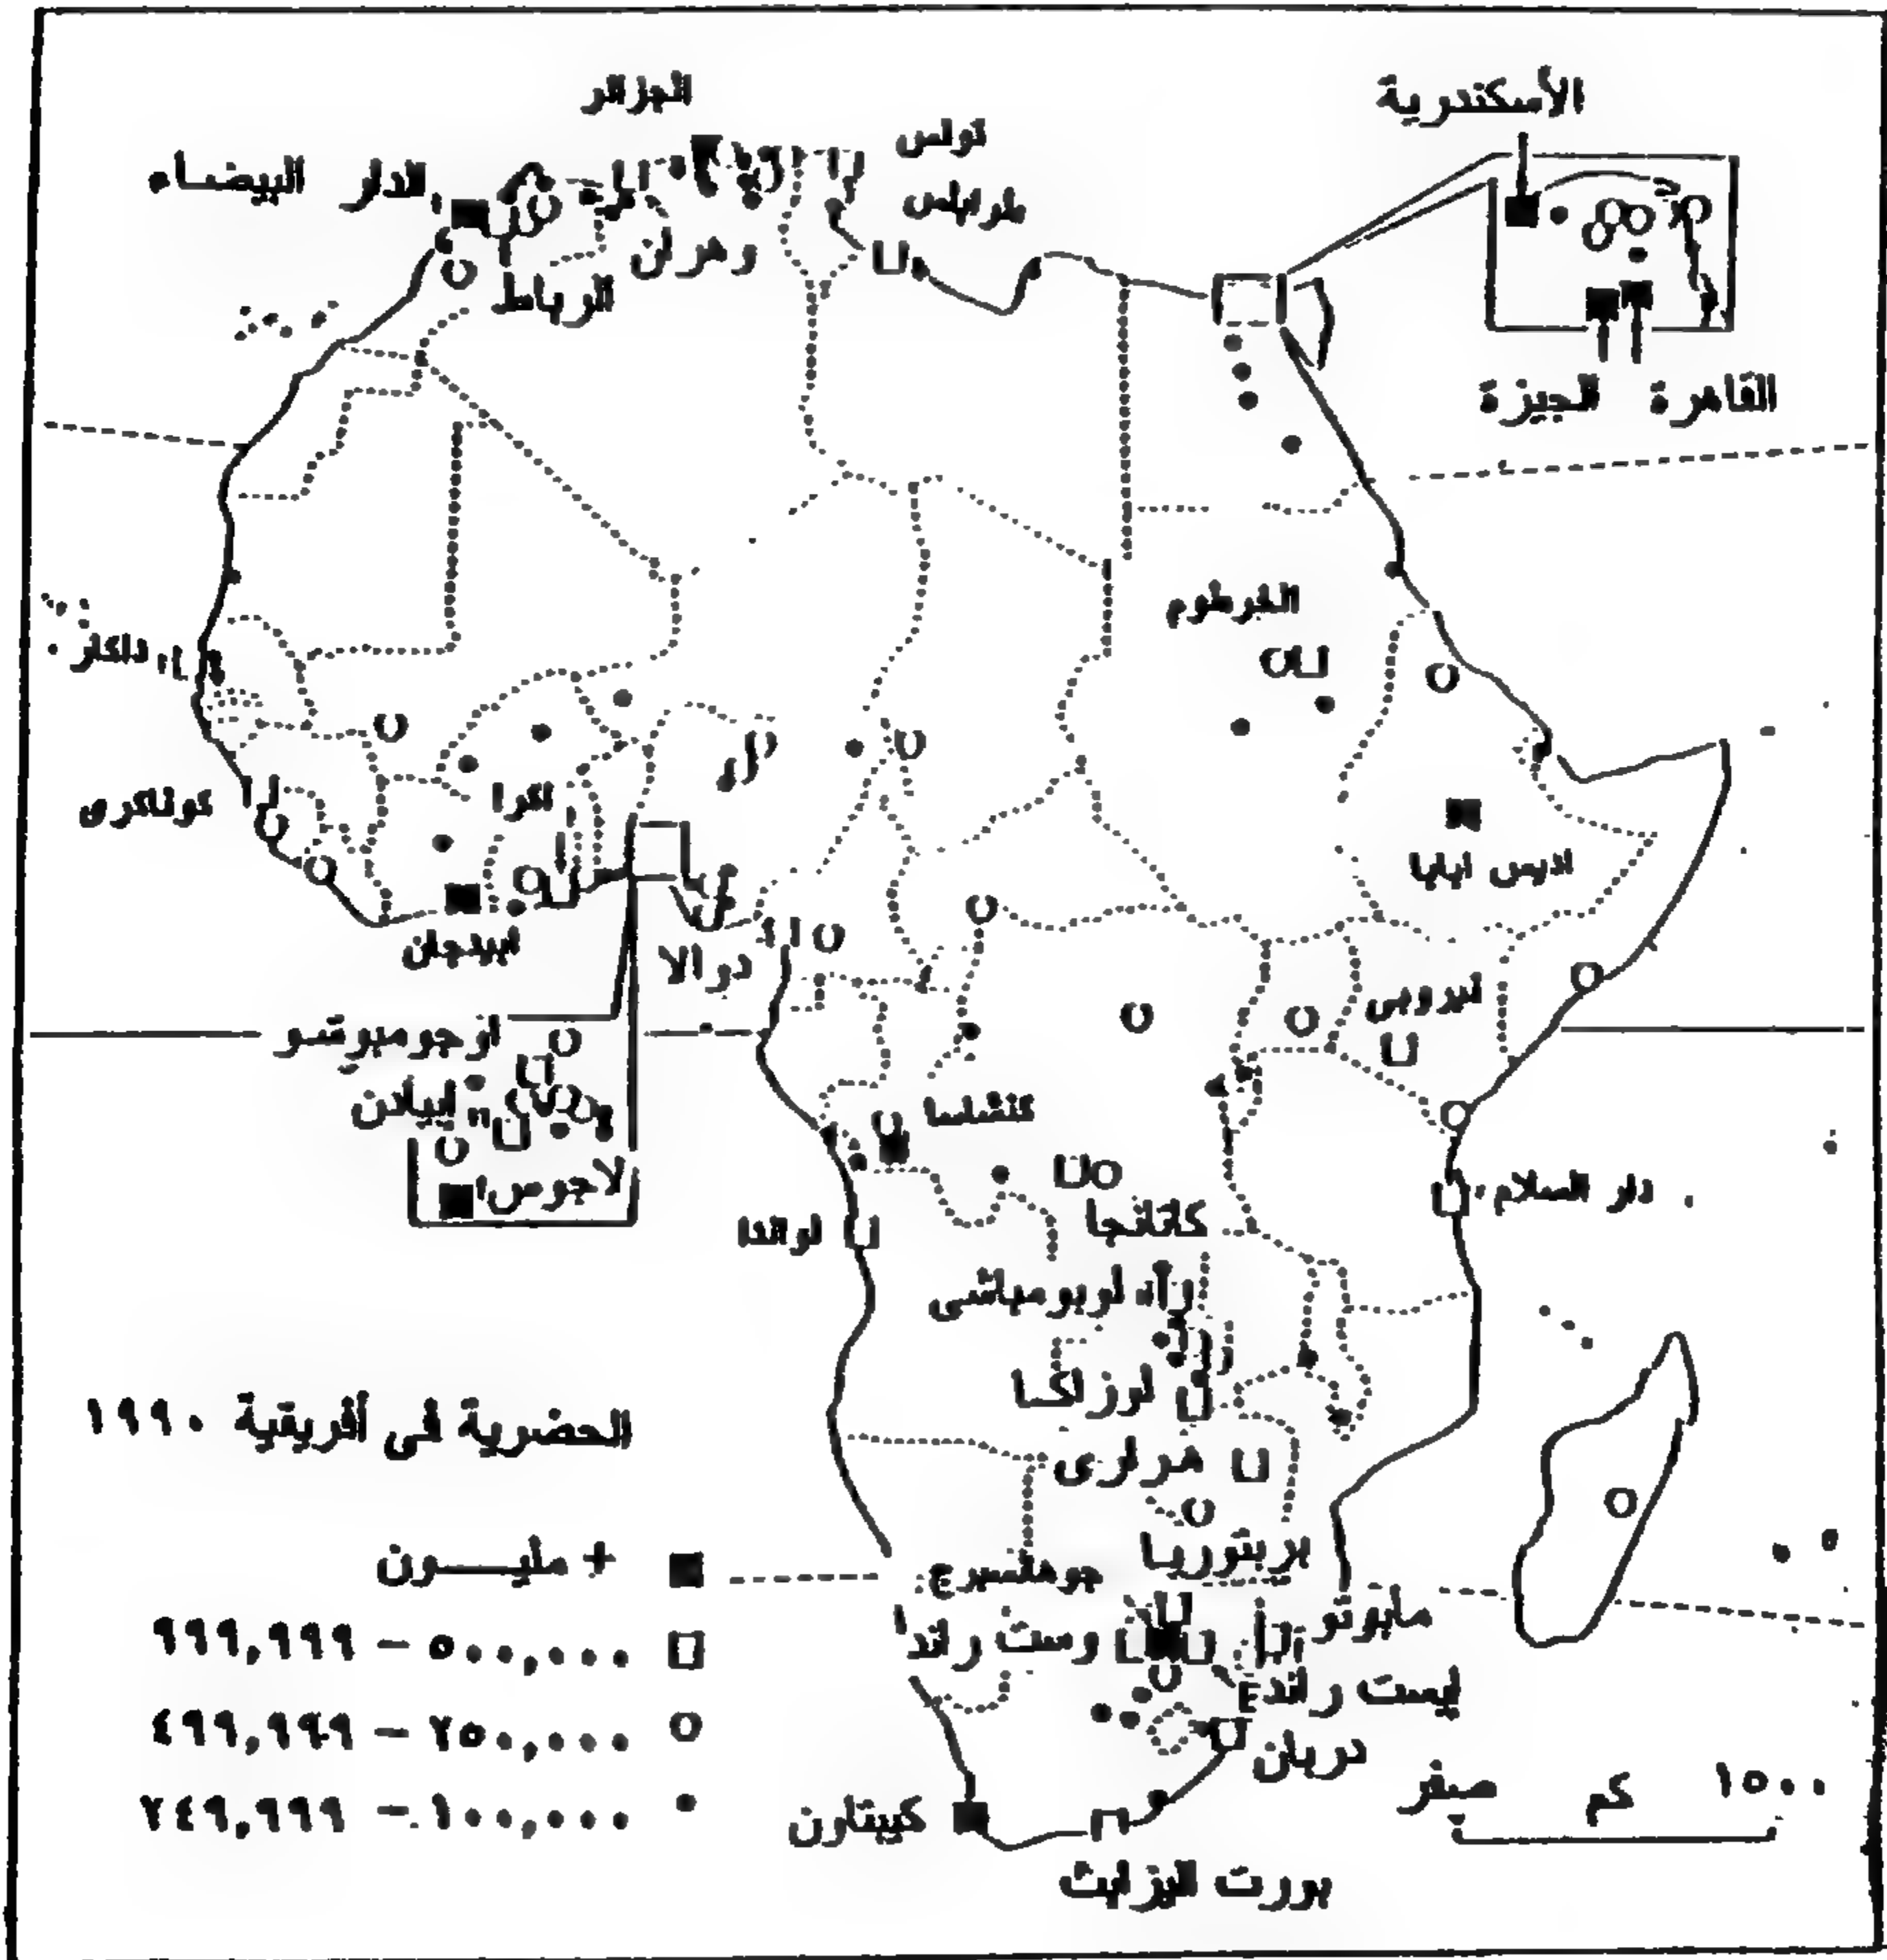 الجزائر
الأسكندرية
تونس
الدار البيضاء
طرابلس
وهران
الرباط
القاهرة
الجيزة
الخرطوم
داكار
كوناكرى
اكرا
اديس ابابا
ابيدجان
دوالا
نيروبى
اوجوموبوشو
ابيادن
كنشاسا
لاجوس
دار السلام
لواندا
كاتانجا
لوبومباشى
لوزاكا
الحضرية فى أفريقية ١٩٩٠
هرارى
بريتوريا
+ مليـــون
جوهانسبرج
مابوتو
وست راند
٥٠٠,٠٠٠ – ٩٩٩,٩٩٩
ايست راند
٢٥٠,٠٠٠ – ٤٩٩,٩٩٩
دربان
صفر كم ١٥٠٠
١٠٠,٠٠٠ – ٢٤٩,٩٩٩
كيبتاون
بورت اليزابث